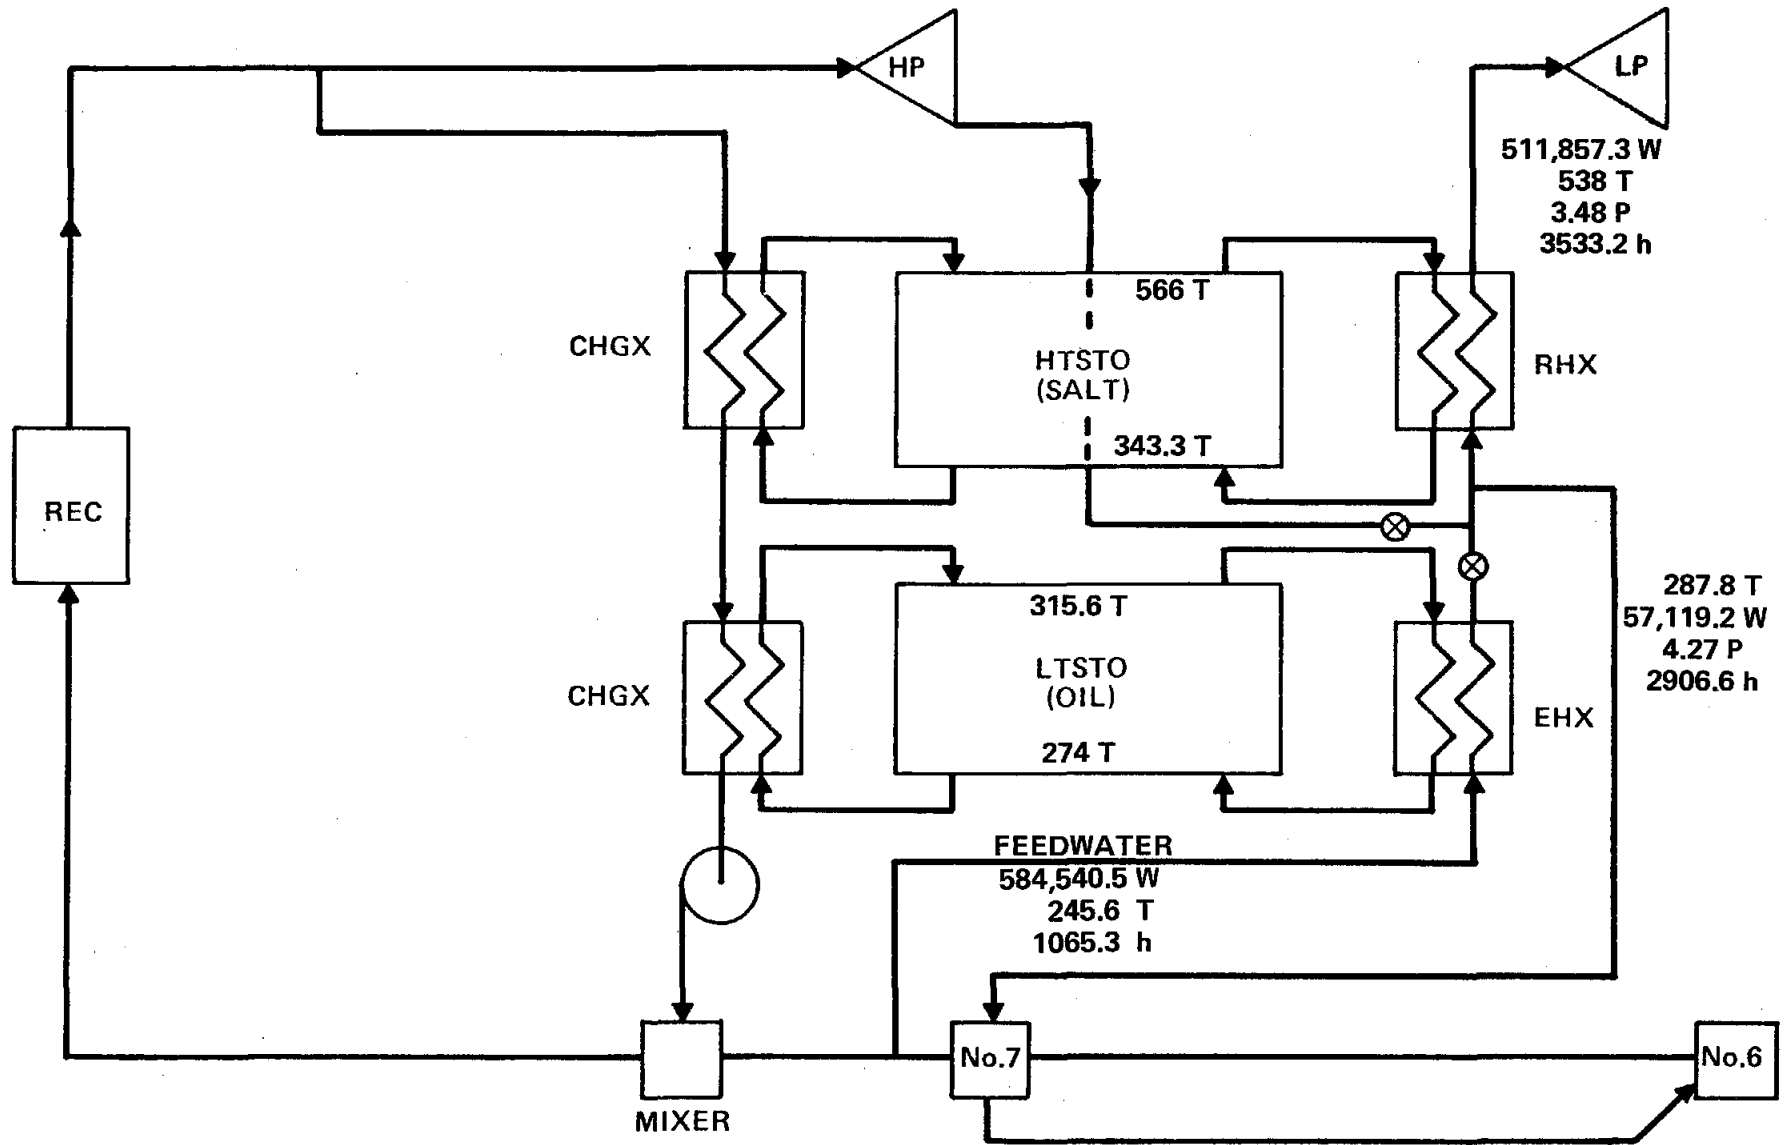 HP
LP
511,857.3 W
538 T
3.48 P
3533.2 h
CHGX
566 T
HTSTO
(SALT)
343.3 T
RHX
REC
CHGX
315.6 T
LTSTO
(OIL)
274 T
EHX
287.8 T
57,119.2 W
4.27 P
2906.6 h
FEEDWATER
584,540.5 W
245.6 T
1065.3 h
No.7
No.6
MIXER